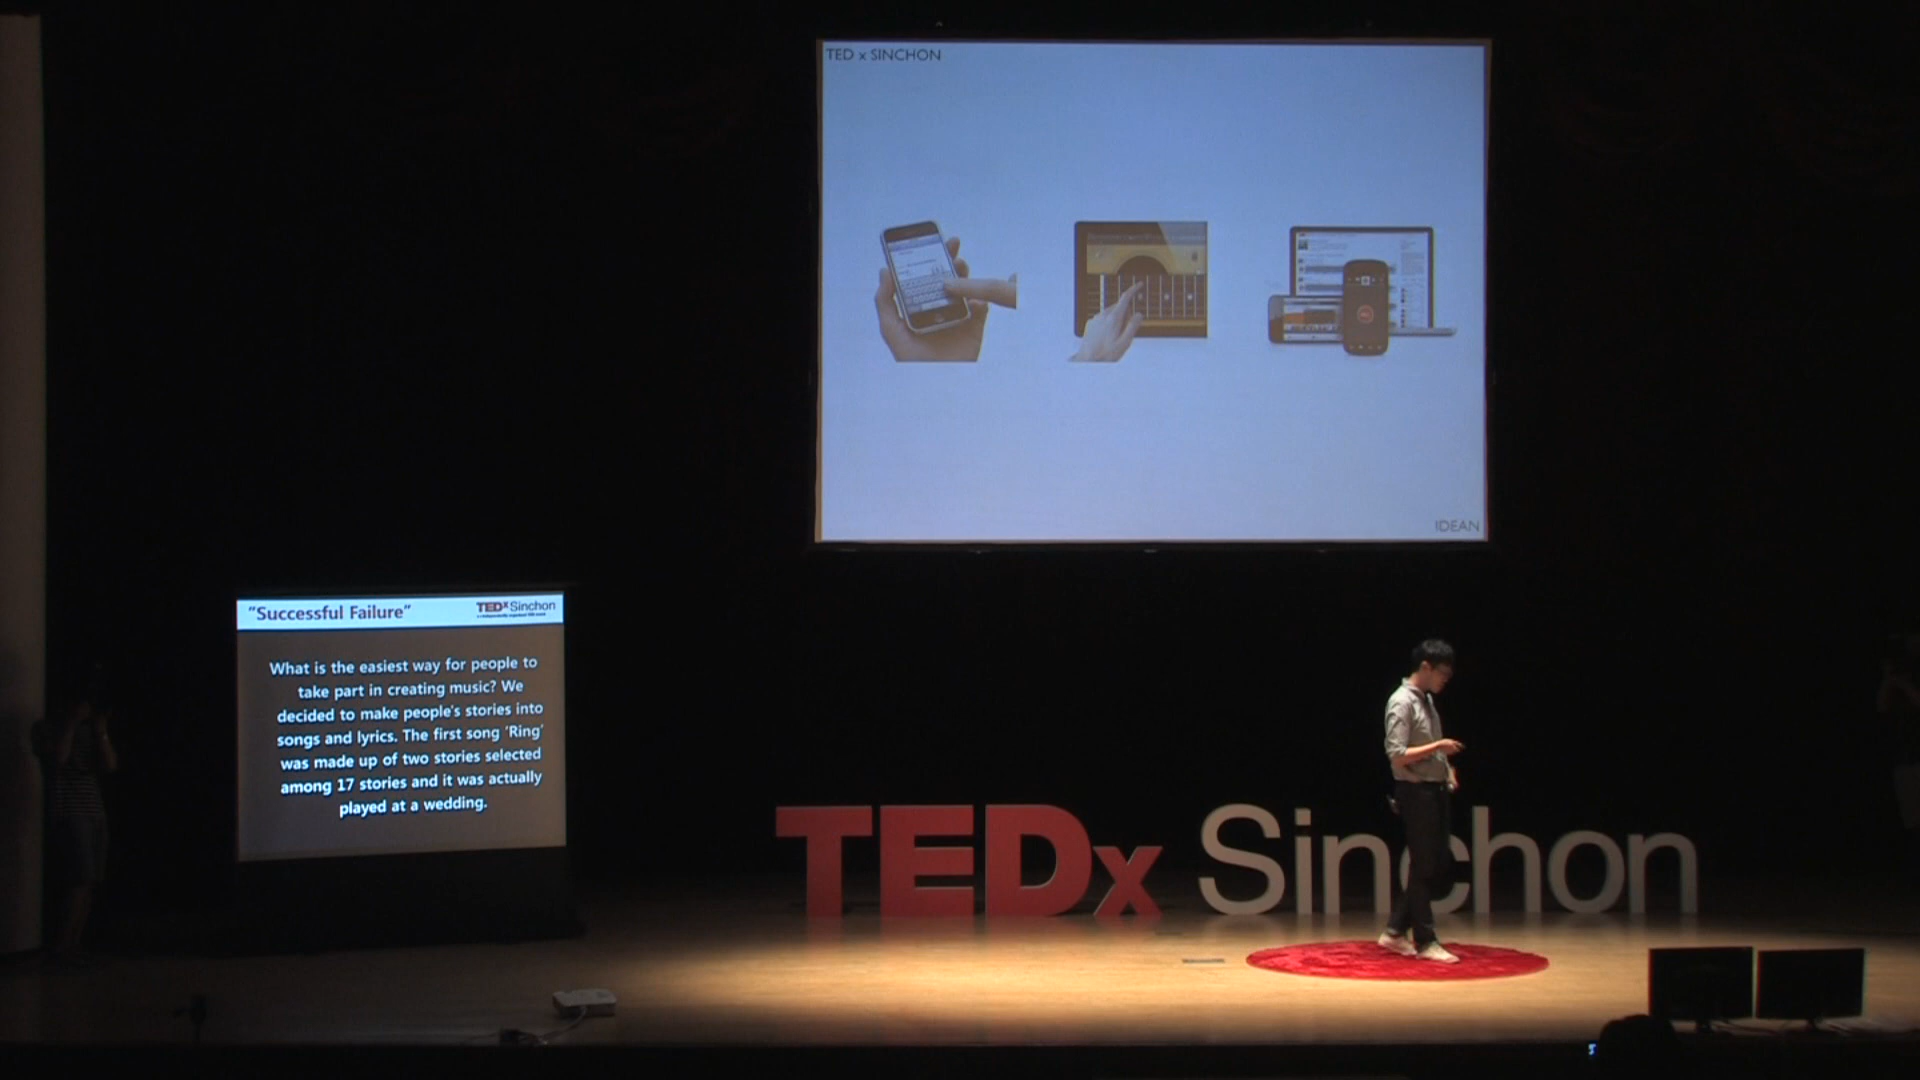 TED x SINCHON
IDEAN
"Successful Failure"
TEDxSinchon
What is the easiest way for people to
take part in creating music? We
decided to make people's stories into
songs and lyrics. The first song 'Ring'
was made up of two stories selected
among 17 stories and it was actually
played at a wedding.
TEDx Sinchon